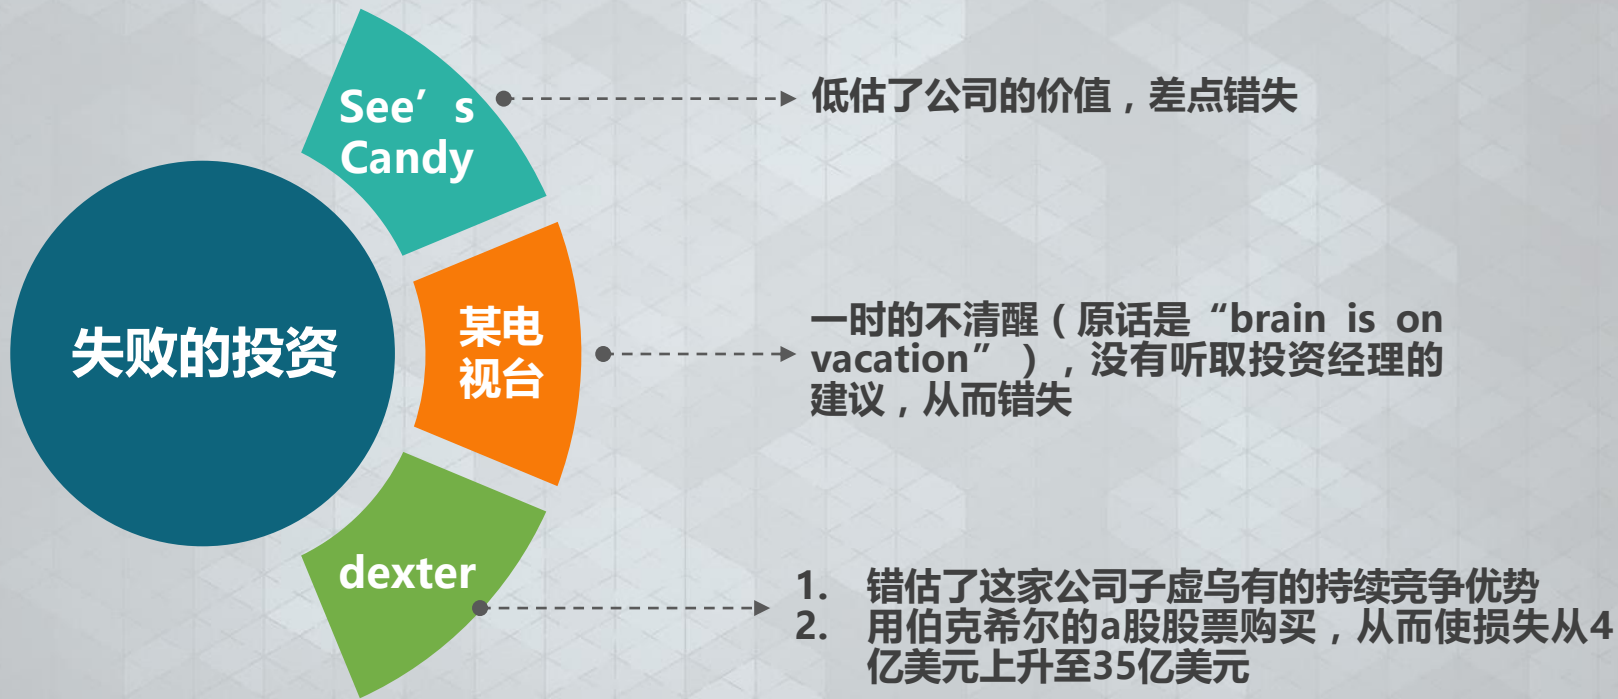 See’s
Candy
低估了公司的价值，差点错失
失败的投资
某电
视台
一时的不清醒（原话是“brain is on
vacation”），没有听取投资经理的
建议，从而错失
dexter
1. 错估了这家公司子虚乌有的持续竞争优势
2. 用伯克希尔的a股股票购买，从而使损失从4
亿美元上升至35亿美元